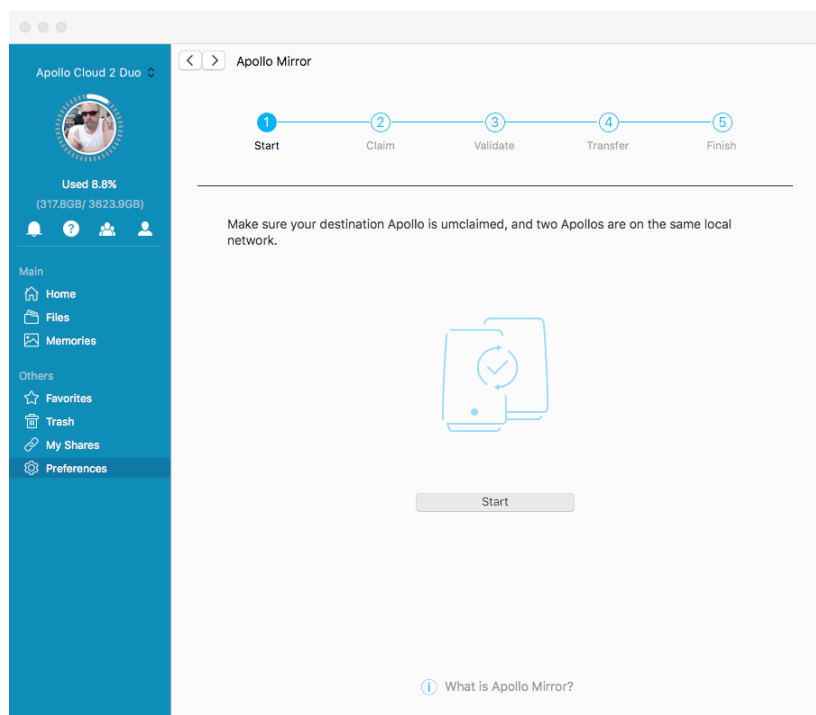 Apollo Cloud 2 Duo
Used 8.8%
(317.8GB/ 3623.9GB)
?
Main
Home
Files
Memories
Others
Favorites
Trash
My Shares
Preferences
< > Apollo Mirror
1 2 3 4 5
Start Claim Validate Transfer Finish
Make sure your destination Apollo is umclaimed, and two Apollos are on the same local
network.
Start
i What is Apollo Mirror?